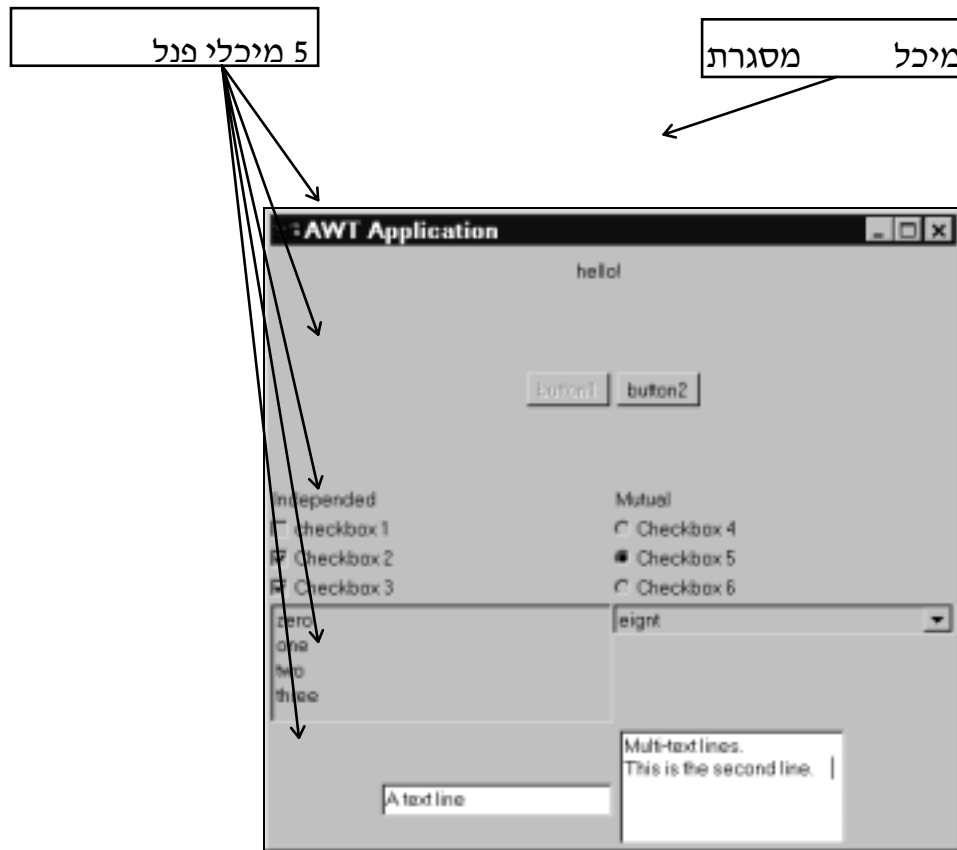 5 מיכלי פנל
מיכל מסגרת
AWT Application
hello!
button1 button2
Independed Mutual
checkbox 1 Checkbox 4
Checkbox 2 Checkbox 5
Checkbox 3 Checkbox 6
zero eignt
one
two
three
Multi-text lines.
This is the second line.
A text line